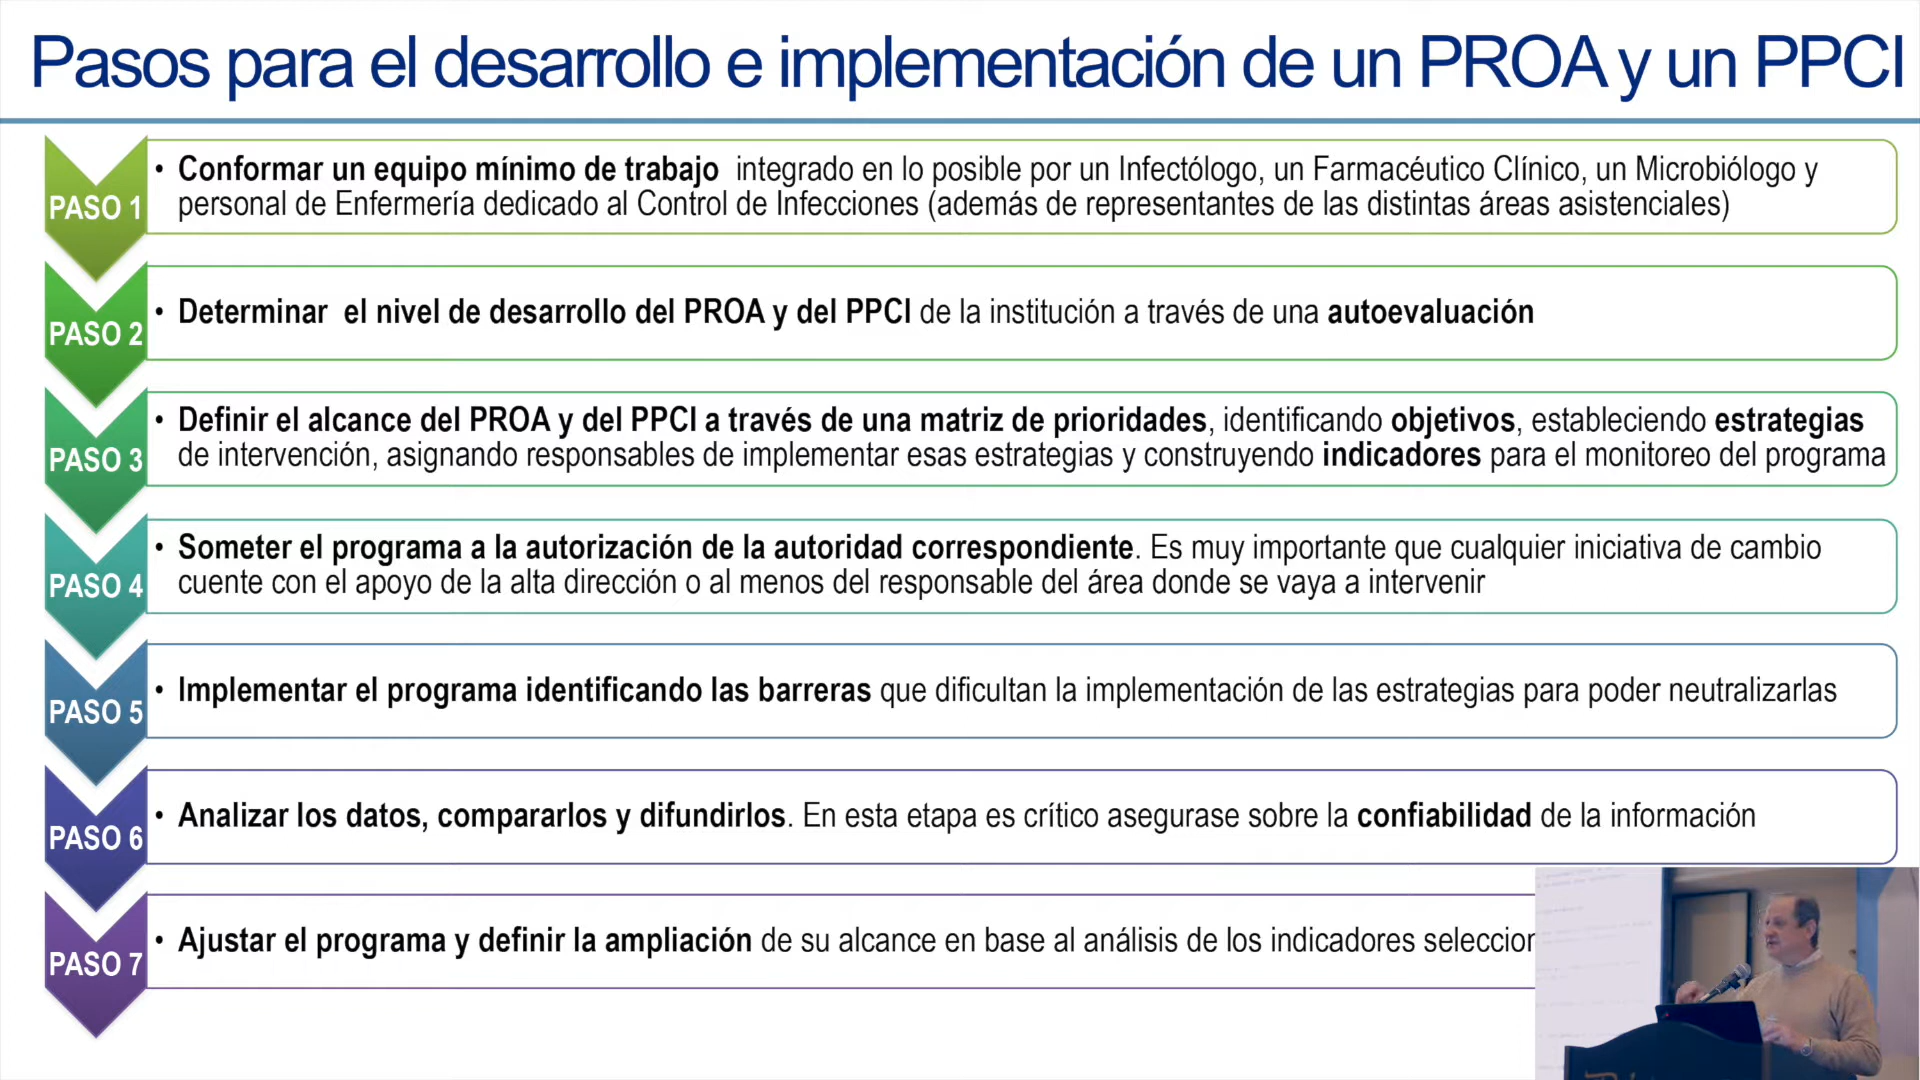 Pasos para el desarrollo e implementación de un PROA y un PPCI
PASO 1
• Conformar un equipo mínimo de trabajo integrado en lo posible por un Infectólogo, un Farmacéutico Clínico, un Microbiólogo y
personal de Enfermería dedicado al Control de Infecciones (además de representantes de las distintas áreas asistenciales)
PASO 2
• Determinar el nivel de desarrollo del PROA y del PPCI de la institución a través de una autoevaluación
PASO 3
• Definir el alcance del PROA y del PPCI a través de una matriz de prioridades, identificando objetivos, estableciendo estrategias
de intervención, asignando responsables de implementar esas estrategias y construyendo indicadores para el monitoreo del programa
PASO 4
• Someter el programa a la autorización de la autoridad correspondiente. Es muy importante que cualquier iniciativa de cambio
cuente con el apoyo de la alta dirección o al menos del responsable del área donde se vaya a intervenir
PASO 5
• Implementar el programa identificando las barreras que dificultan la implementación de las estrategias para poder neutralizarlas
PASO 6
• Analizar los datos, compararlos y difundirlos. En esta etapa es crítico asegurase sobre la confiabilidad de la información
PASO 7
• Ajustar el programa y definir la ampliación de su alcance en base al análisis de los indicadores seleccion